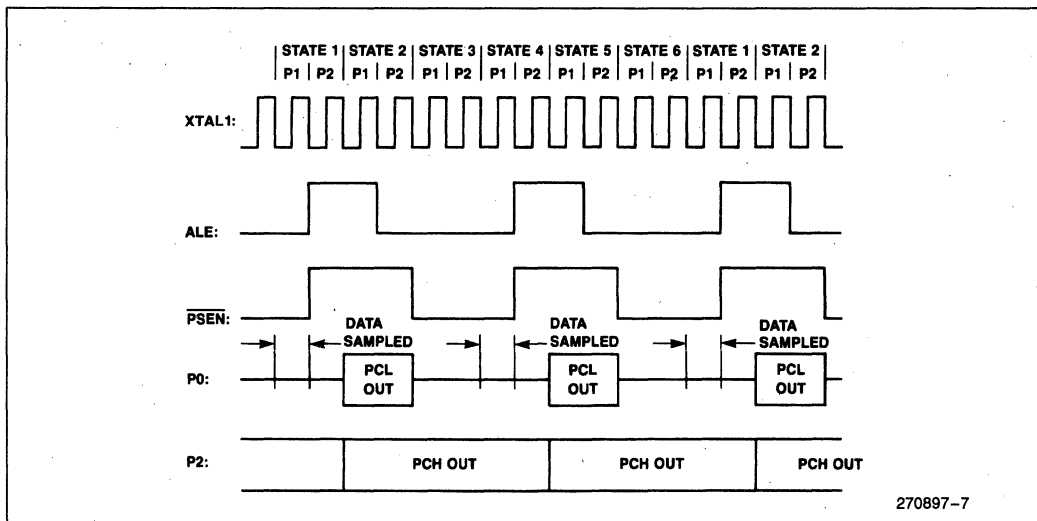 STATE 1 STATE 2 STATE 3 STATE 4 STATE 5 STATE 6 STATE 1 STATE 2
P1 P2 P1 P2 P1 P2 P1 P2 P1 P2 P1 P2 P1 P2 P1 P2
XTAL1:
ALE:
PSEN:
DATA SAMPLED
DATA SAMPLED
DATA SAMPLED
P0:
PCL OUT
PCL OUT
PCL OUT
P2:
PCH OUT
PCH OUT
PCH OUT
270897-7